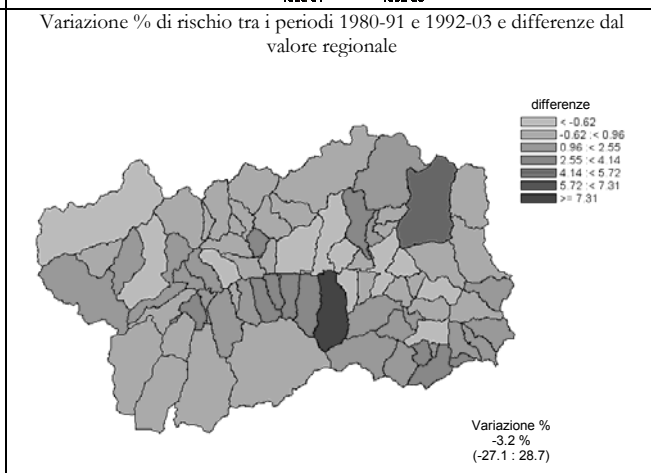 Variazione % di rischio tra i periodi 1980-91 e 1992-03 e differenze dal
valore regionale
differenze
< -0.62
-0.62 :< 0.96
0.96 :< 2.55
2.55 :< 4.14
4.14 :< 5.72
5.72 :< 7.31
>= 7.31
Variazione %
-3.2 %
(-27.1 : 28.7)